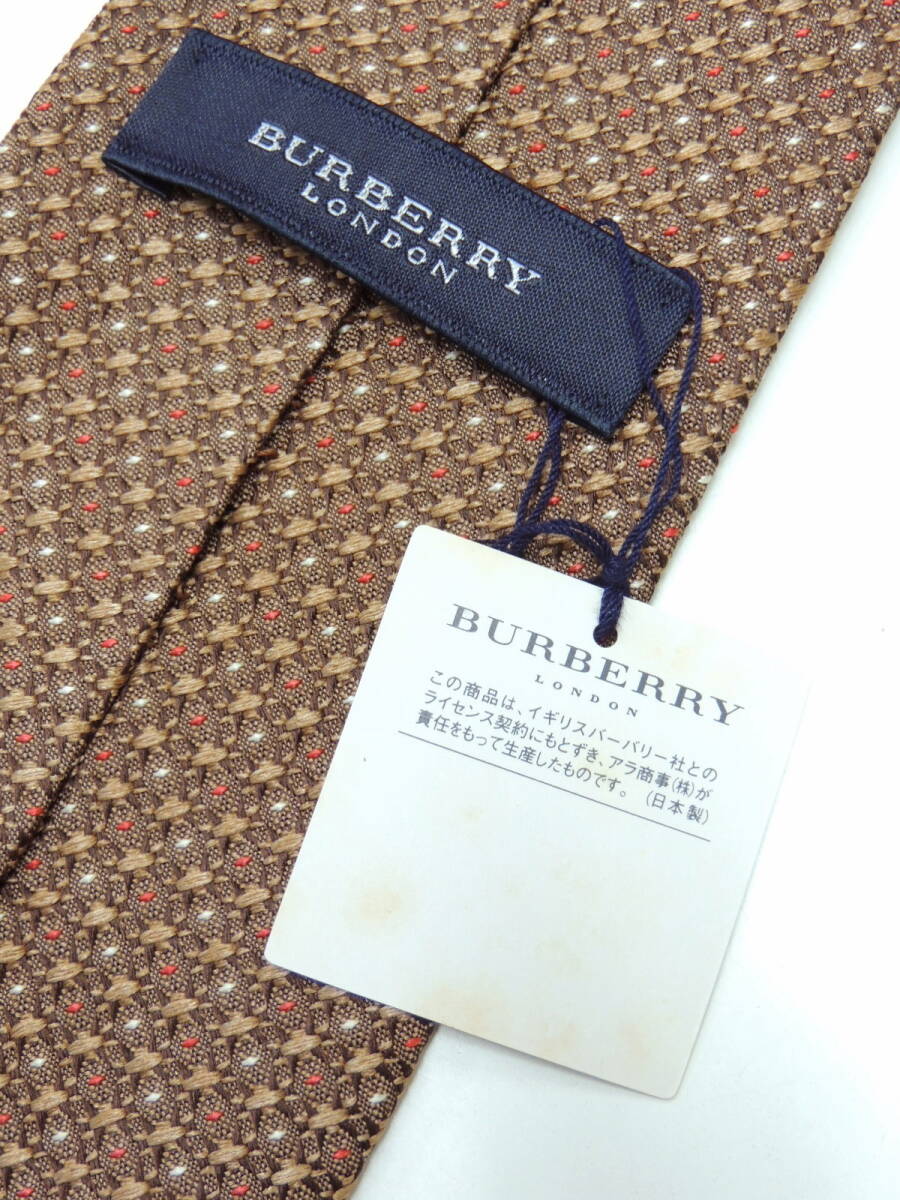 BURBERRY
LONDON
BURBERRY
LONDON
この商品は、イギリスバーバリー社との
ライセンス契約にもとずき、アラ商事(株)が
責任をもって生産したものです。 (日本製)